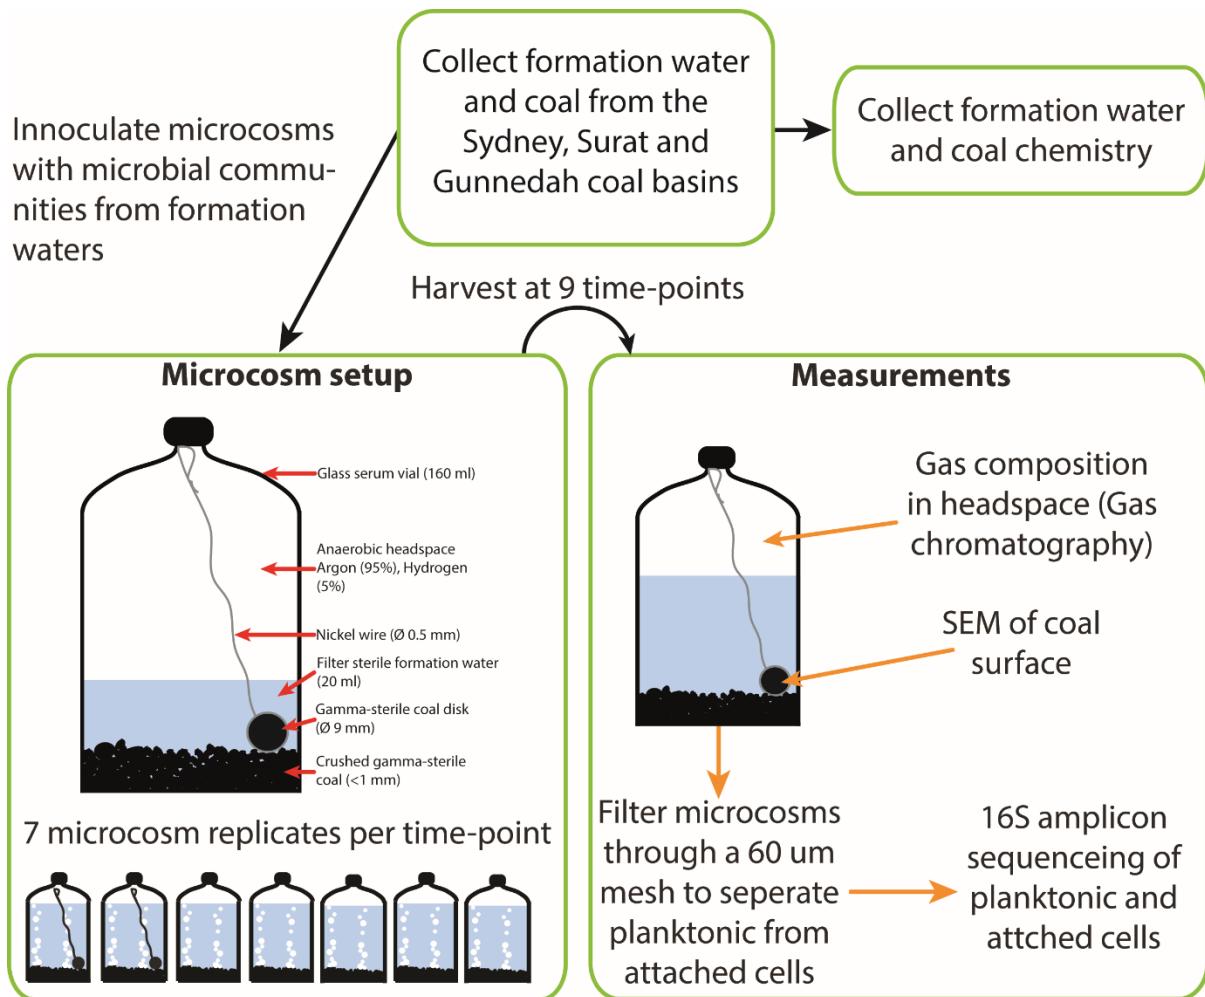 Collect formation water
and coal from the
Sydney, Surat and
Gunnedah coal basins
Collect formation water
and coal chemistry
Innoculate microcosms
with microbial commu-
nities from formation
waters
Harvest at 9 time-points
Microcosm setup
Glass serum vial (160 ml)
Anaerobic headspace
Argon (95%), Hydrogen
(5%)
Nickel wire (Ø 0.5 mm)
Filter sterile formation water
(20 ml)
Gamma-sterile coal disk
(Ø 9 mm)
Crushed gamma-sterile
coal (<1 mm)
7 microcosm replicates per time-point
Measurements
Gas composition
in headspace (Gas
chromatography)
SEM of coal
surface
Filter microcosms
through a 60 um
mesh to seperate
planktonic from
attached cells
16S amplicon
sequenceing of
planktonic and
attched cells